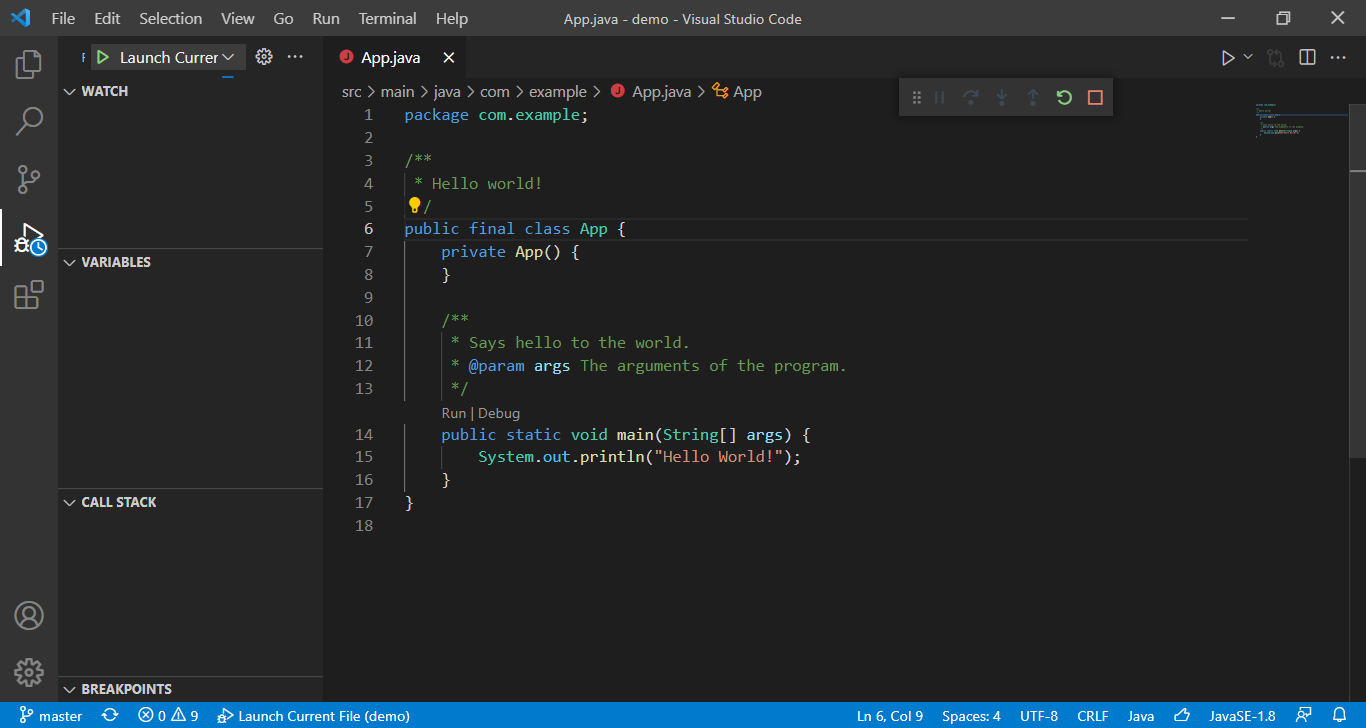 File Edit Selection View Go Run Terminal Help App.java - demo - Visual Studio Code
Launch Currer
App.java
WATCH
src > main > java > com > example > App.java > App
1 package com.example;
2
3 /**
4  * Hello world!
5  /
6 public final class App {
7     private App() {
8     }
9
10     /**
11      * Says hello to the world.
12      * @param args The arguments of the program.
13      */
Run | Debug
14     public static void main(String[] args) {
15         System.out.println("Hello World!");
16     }
17 }
18
VARIABLES
CALL STACK
BREAKPOINTS
master 0 9 Launch Current File (demo) Ln 6, Col 9 Spaces: 4 UTF-8 CRLF Java JavaSE-1.8